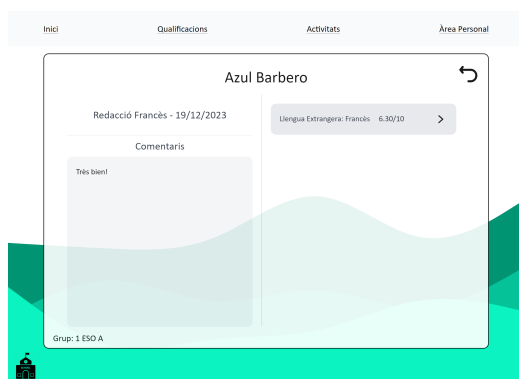 Inici Qualificacions Activitats Àrea Personal
Azul Barbero
Redacció Francès - 19/12/2023
Llengua Extrangera: Francès 6.30/10
Comentaris
Très bien!
Grup: 1 ESO A